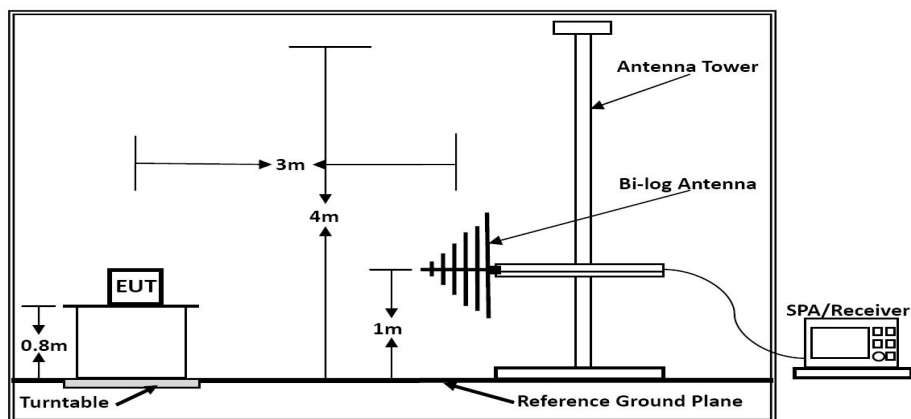 Antenna Tower
3m
Bi-log Antenna
4m
EUT
SPA/Receiver
0.8m
1m
Turntable
Reference Ground Plane